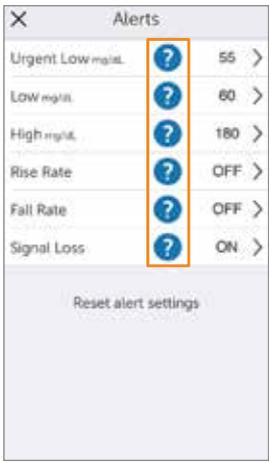 × Alerts
Urgent Low mg/dL ? 55 >
Low mg/dL ? 60 >
High mg/dL ? 180 >
Rise Rate ? OFF >
Fall Rate ? OFF >
Signal Loss ? ON >
Reset alert settings